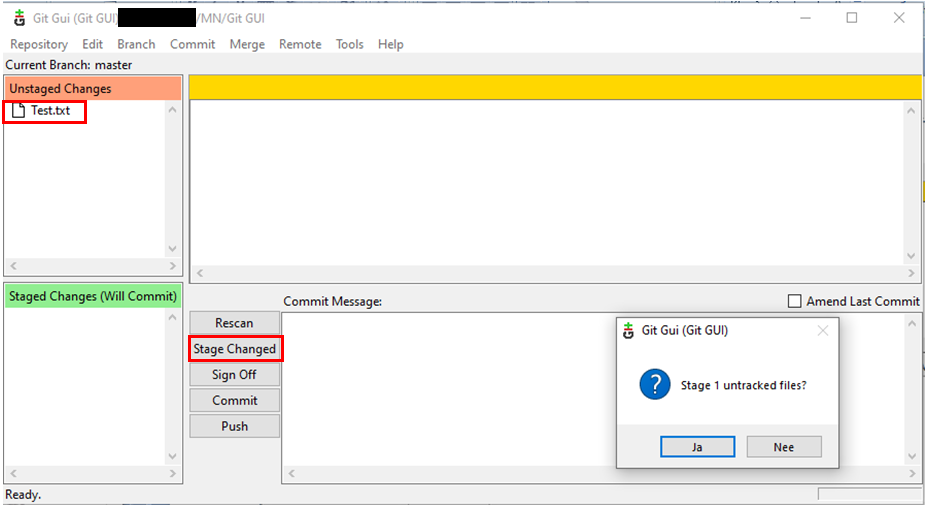 Git Gui (Git GUI) /MN/Git GUI
Repository Edit Branch Commit Merge Remote Tools Help
Current Branch: master
Unstaged Changes
Test.txt
Staged Changes (Will Commit)
Commit Message:
Amend Last Commit
Rescan
Stage Changed
Sign Off
Commit
Push
Git Gui (Git GUI)
Stage 1 untracked files?
Ja Nee
Ready.